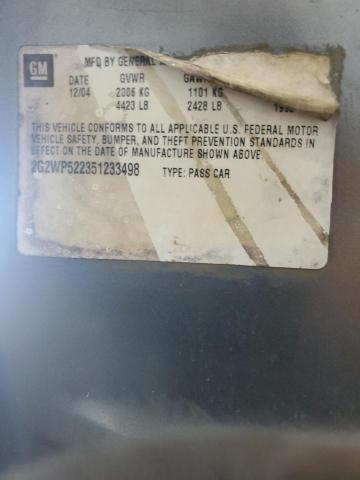 GM
MFD BY GENERAL
DATE GVWR
12/04 2006 KG 1101 KG
4423 LB 2428 LB
THIS VEHICLE CONFORMS TO ALL APPLICABLE U.S. FEDERAL MOTOR
VEHICLE SAFETY, BUMPER, AND THEFT PREVENTION STANDARDS IN
EFFECT ON THE DATE OF MANUFACTURE SHOWN ABOVE.
2G2WP522351233498 TYPE: PASS CAR